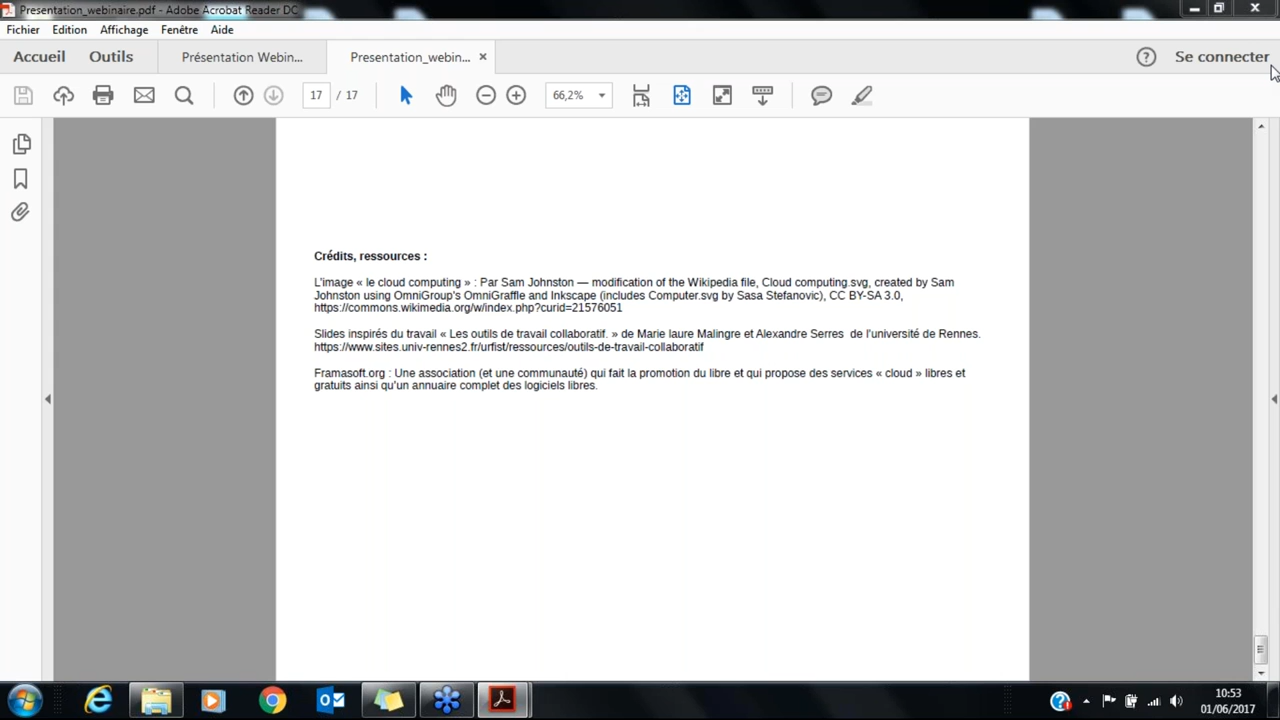 Presentation_webinaire.pdf - Adobe Acrobat Reader DC
Fichier Edition Affichage Fenêtre Aide
Accueil Outils Présentation Webin... Presentation_webin... × ? Se connecter
17 / 17 66,2%
Crédits, ressources :
L'image « le cloud computing » : Par Sam Johnston — modification of the Wikipedia file, Cloud computing.svg, created by Sam
Johnston using OmniGroup's OmniGraffle and Inkscape (includes Computer.svg by Sasa Stefanovic), CC BY-SA 3.0,
https://commons.wikimedia.org/w/index.php?curid=21576051
Slides inspirés du travail « Les outils de travail collaboratif. » de Marie laure Malingre et Alexandre Serres de l'université de Rennes.
https://www.sites.univ-rennes2.fr/urfist/ressources/outils-de-travail-collaboratif
Framasoft.org : Une association (et une communauté) qui fait la promotion du libre et qui propose des services « cloud » libres et
gratuits ainsi qu'un annuaire complet des logiciels libres.
10:53
01/06/2017